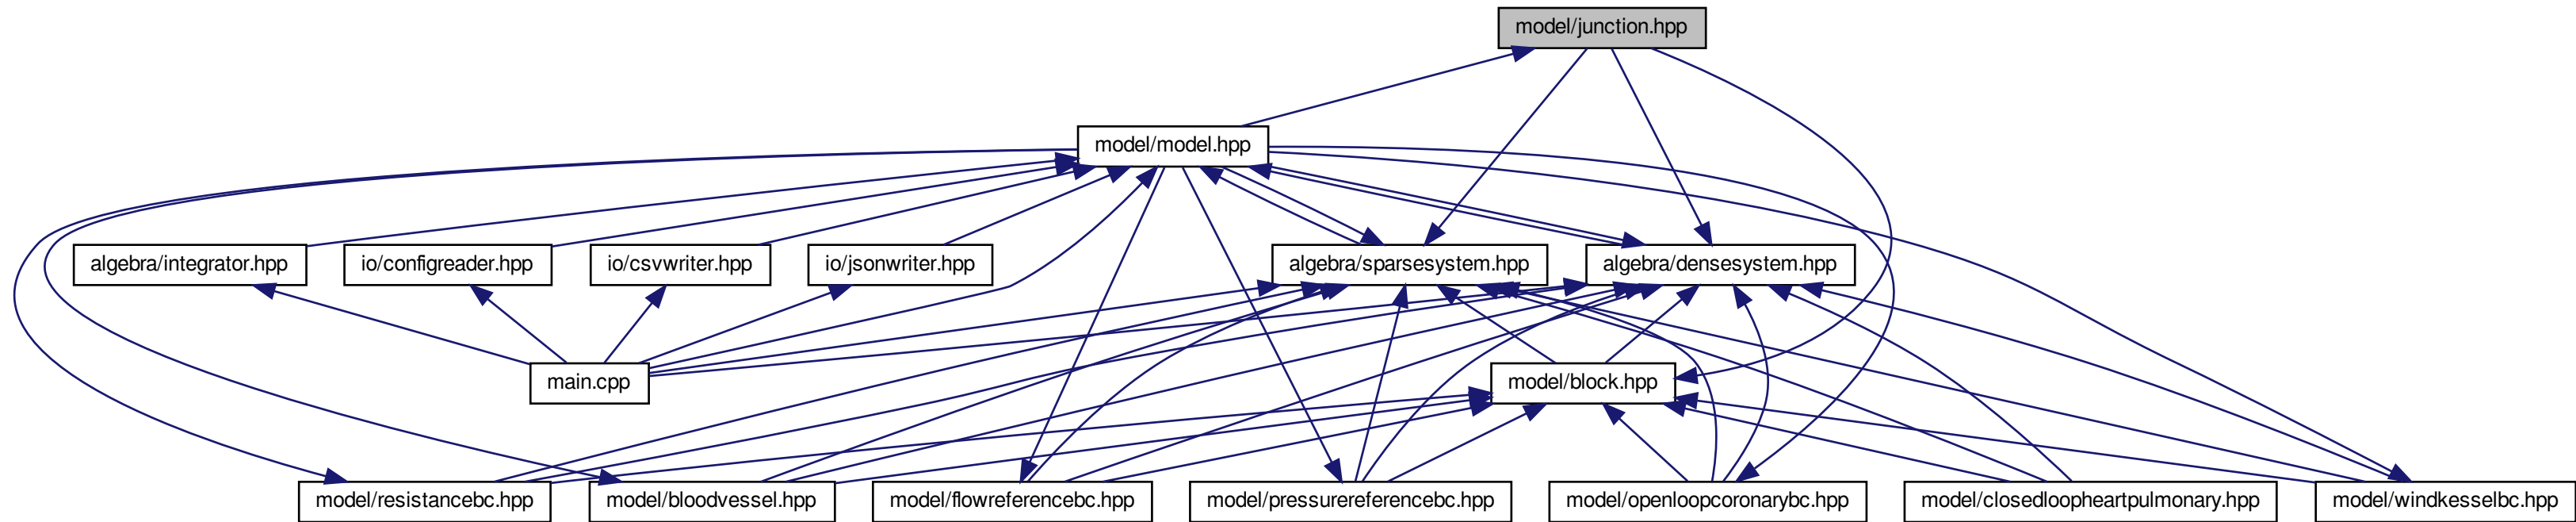 model/junction.hpp
model/model.hpp
algebra/integrator.hpp
io/configreader.hpp
io/csvwriter.hpp
io/jsonwriter.hpp
algebra/sparsesystem.hpp
algebra/densesystem.hpp
main.cpp
model/block.hpp
model/resistancebc.hpp
model/bloodvessel.hpp
model/flowreferencebc.hpp
model/pressurereferencebc.hpp
model/openloopcoronarybc.hpp
model/closedloopheartpulmonary.hpp
model/windkesselbc.hpp